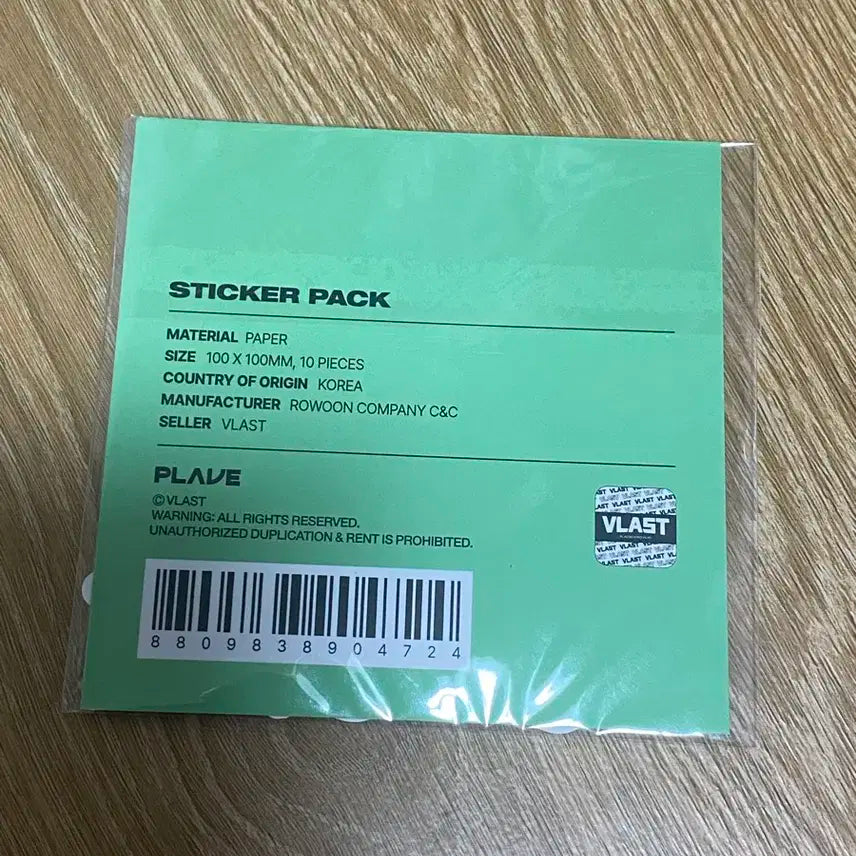 STICKER PACK
MATERIAL PAPER
SIZE 100 X 100MM, 10 PIECES
COUNTRY OF ORIGIN KOREA
MANUFACTURER ROWOON COMPANY C&C
SELLER VLAST
PLAVE
©VLAST
WARNING: ALL RIGHTS RESERVED.
UNAUTHORIZED DUPLICATION & RENT IS PROHIBITED.
VLAST
8809838904724